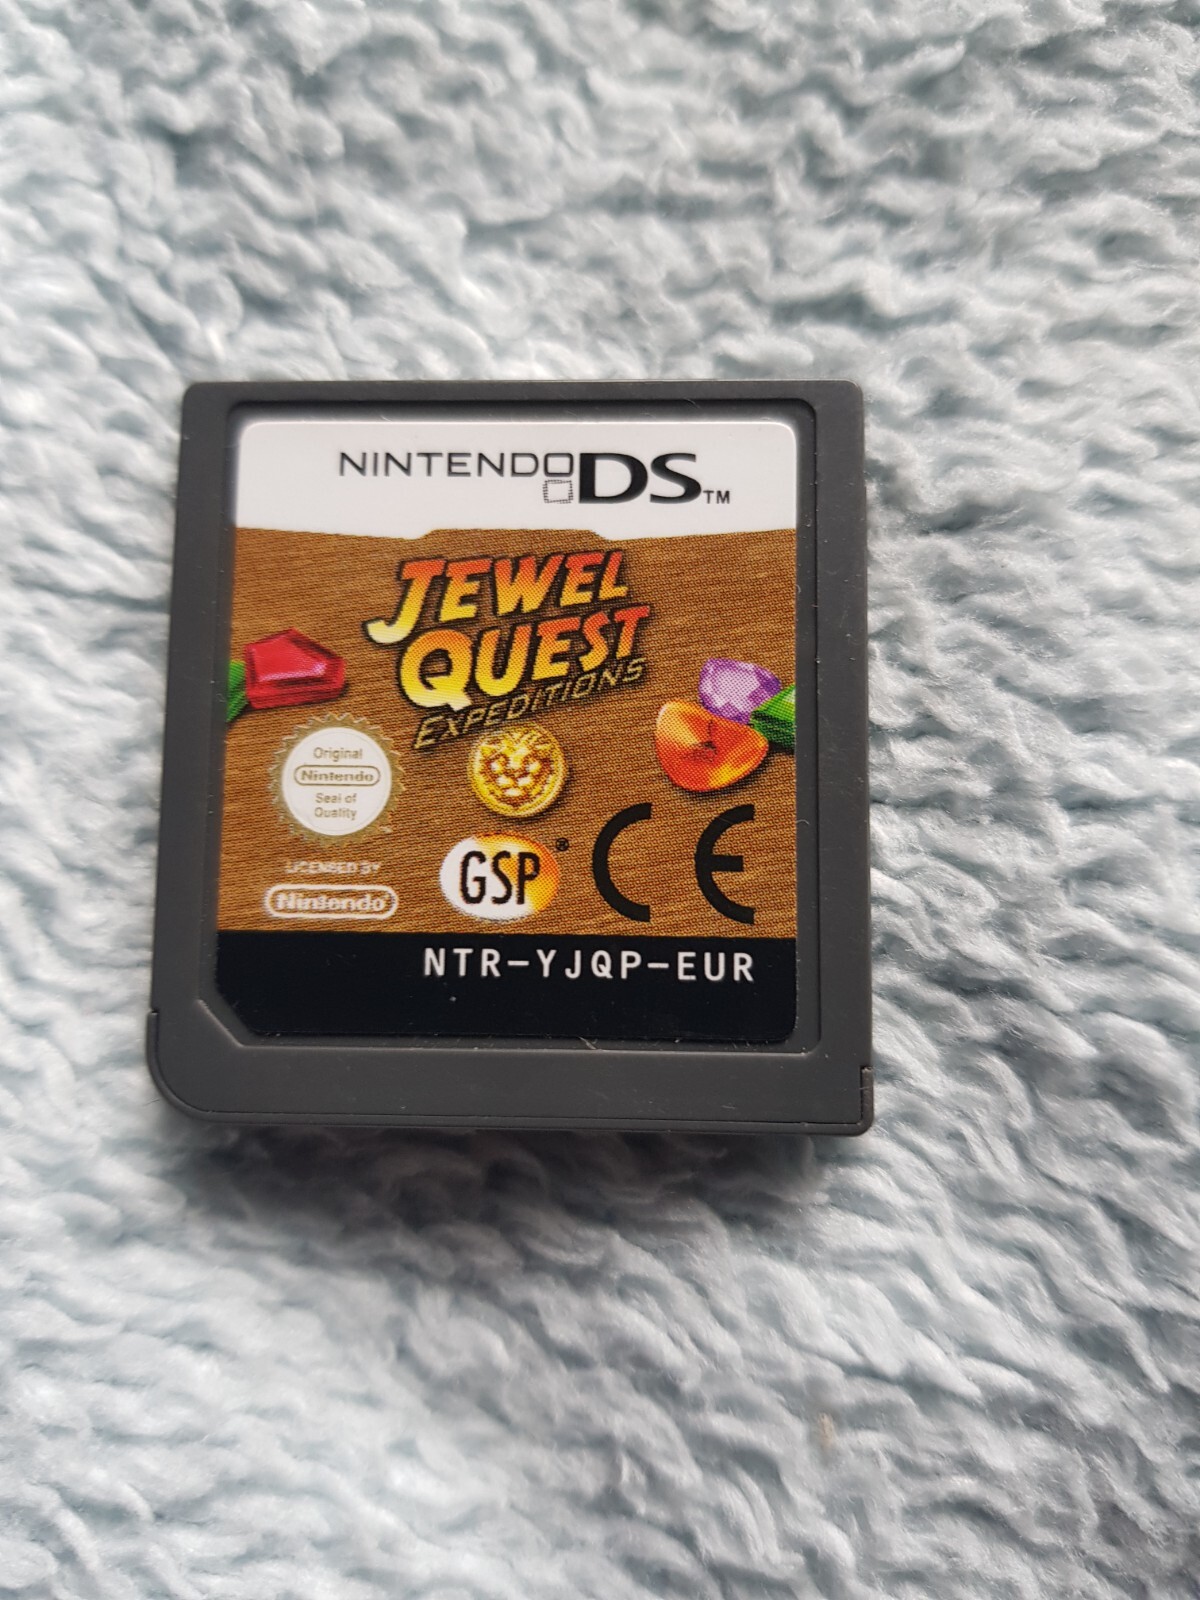 NINTENDO DS™
JEWEL
QUEST
EXPEDITIONS
Original
Nintendo
Seal of
Quality
LICENSED BY
Nintendo®
GSP®
CE
NTR-YJQP-EUR